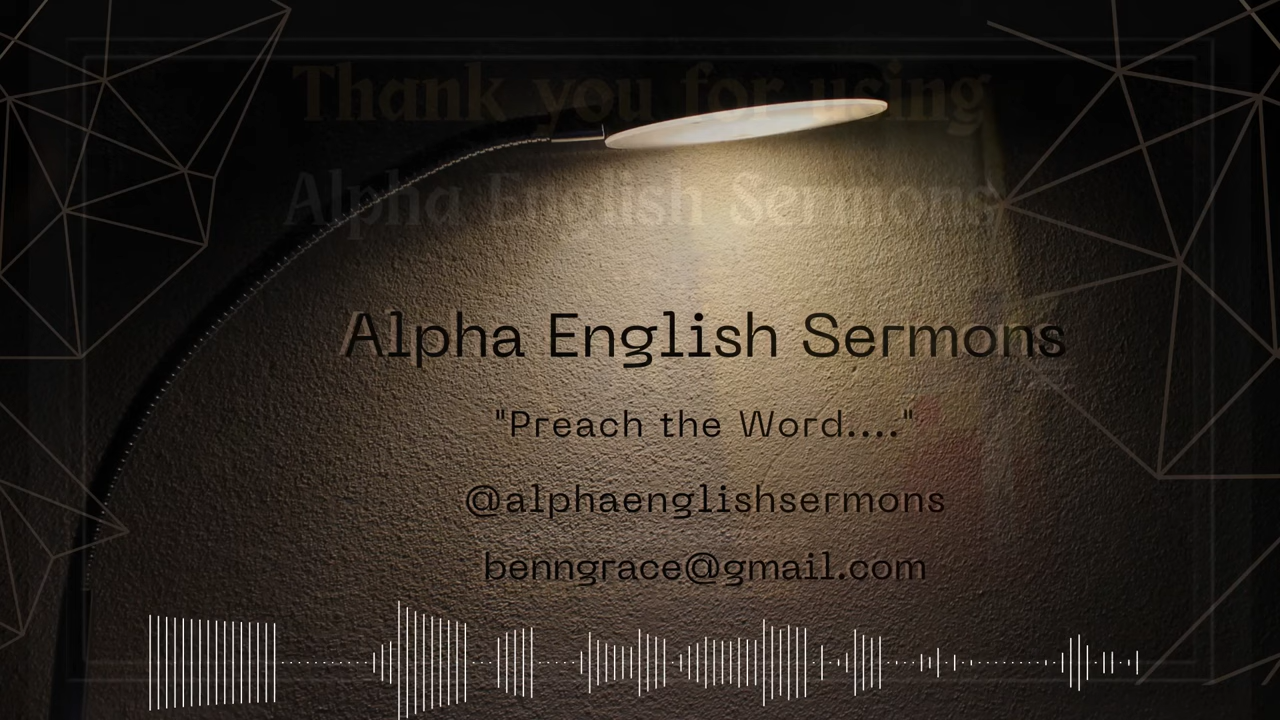 Thank you for using
Alpha English Sermons
Alpha English Sermons
"Preach the Word...."
@alphaenglishsermons
benngrace@gmail.com